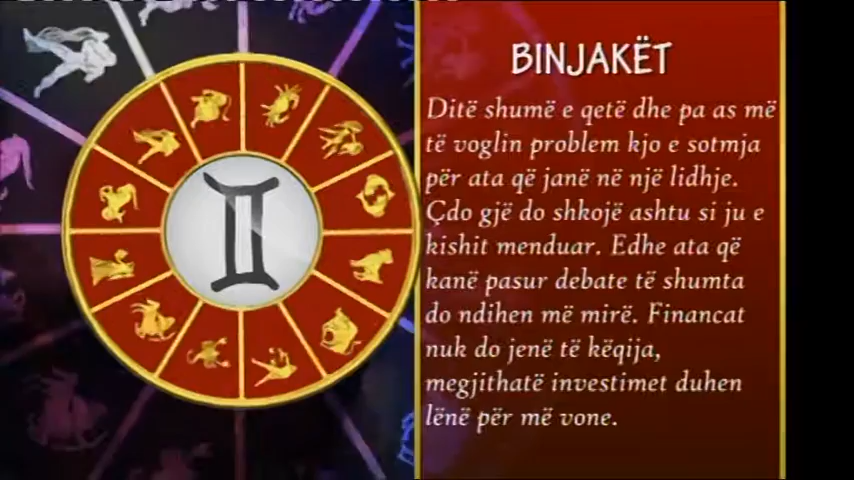 BINJAKËT
Ditë shumë e qetë dhe pa as më
të voglin problem kjo e sotmja
për ata që janë në një lidhje.
Çdo gjë do shkojë ashtu si ju e
kishit menduar. Edhe ata që
kanë pasur debate të shumta
do ndihen më mirë. Financat
nuk do jenë të këqija,
megjithatë investimet duhen
lënë për më vone.